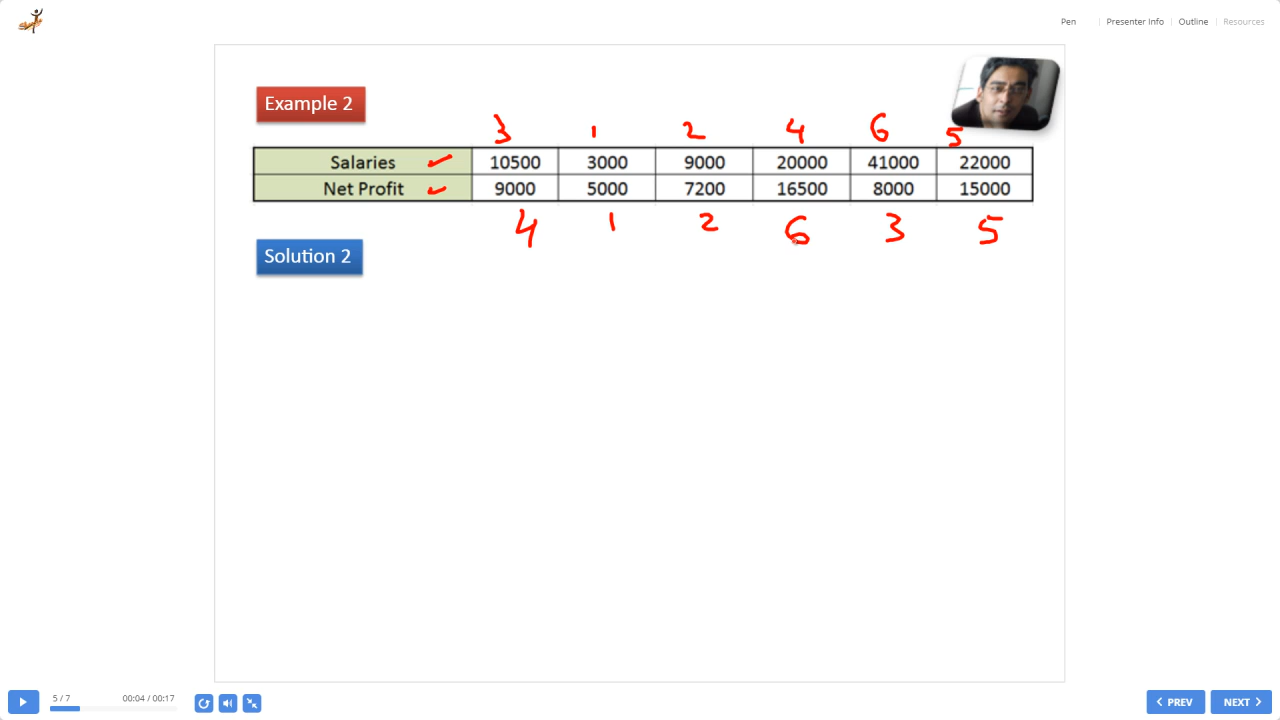 Pen Presenter Info Outline Resources
Example 2
3 1 2 4 6 5
Salaries 10500 3000 9000 20000 41000 22000
Net Profit 9000 5000 7200 16500 8000 15000
4 1 2 6 3 5
Solution 2
5 / 7 00:04 / 00:17 PREV NEXT